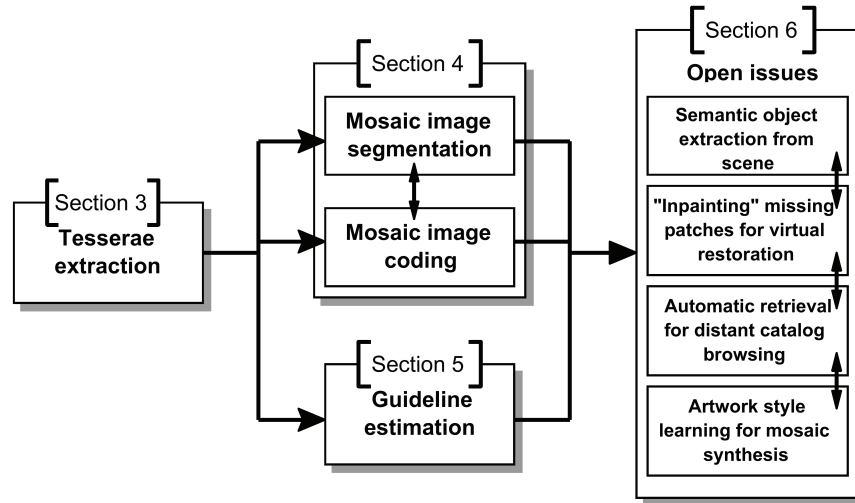 Section 3
Tesserae
extraction
Section 4
Mosaic image
segmentation
Mosaic image
coding
Section 5
Guideline
estimation
Section 6
Open issues
Semantic object
extraction from
scene
"Inpainting" missing
patches for virtual
restoration
Automatic retrieval
for distant catalog
browsing
Artwork style
learning for mosaic
synthesis